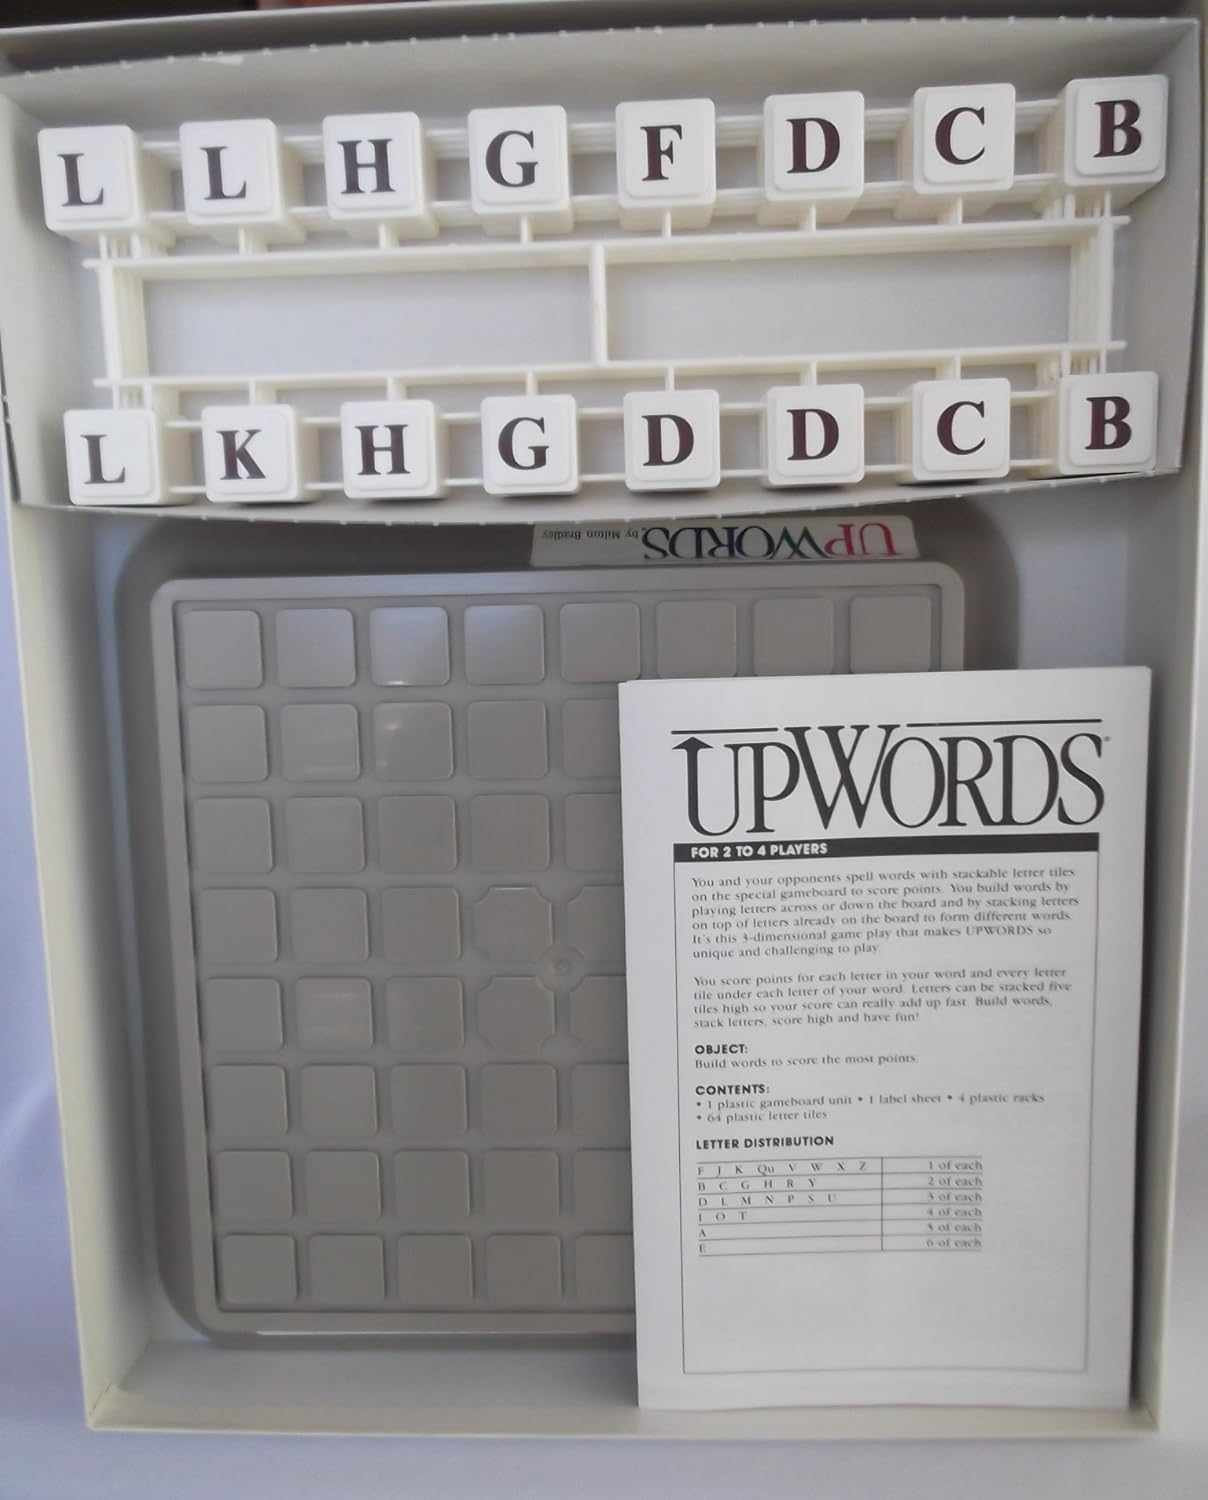 L L H G F D C B
L K H G D D C B
UPWORDS by Milton Bradley
UPWORDS®
FOR 2 TO 4 PLAYERS
You and your opponents spell words with stackable letter tiles
on the special gameboard to score points. You build words by
playing letters across or down the board and by stacking letters
on top of letters already on the board to form different words.
It's this 3-dimensional game play that makes UPWORDS so
unique and challenging to play.
You score points for each letter in your word and every letter
tile under each letter of your word. Letters can be stacked five
tiles high so your score can really add up fast. Build words,
stack letters, score high and have fun!
OBJECT:
Build words to score the most points.
CONTENTS:
• 1 plastic gameboard unit • 1 label sheet • 4 plastic racks
• 64 plastic letter tiles
LETTER DISTRIBUTION
F J K Qu V W X Z 1 of each
B C G H R Y 2 of each
D L M N P S U 3 of each
I O T 4 of each
A 5 of each
E 6 of each